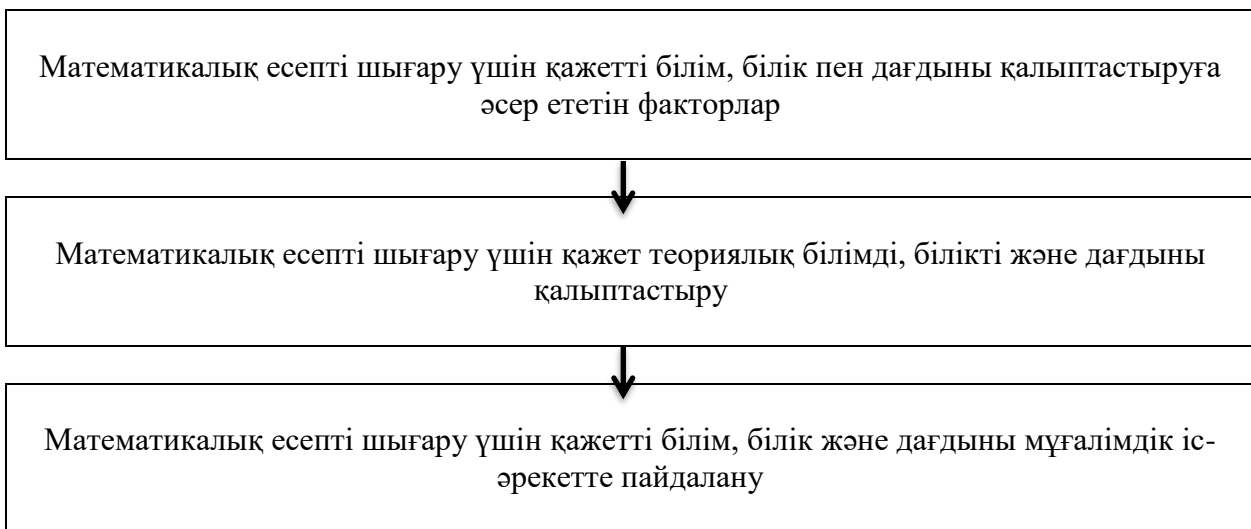 Математикалық есепті шығару үшін қажетті білім, білік пен дағдыны қалыптастыруға
әсер ететін факторлар
Математикалық есепті шығару үшін қажет теориялық білімді, білікті және дағдыны
қалыптастыру
Математикалық есепті шығару үшін қажетті білім, білік және дағдыны мұғалімдік іс-
әрекетте пайдалану